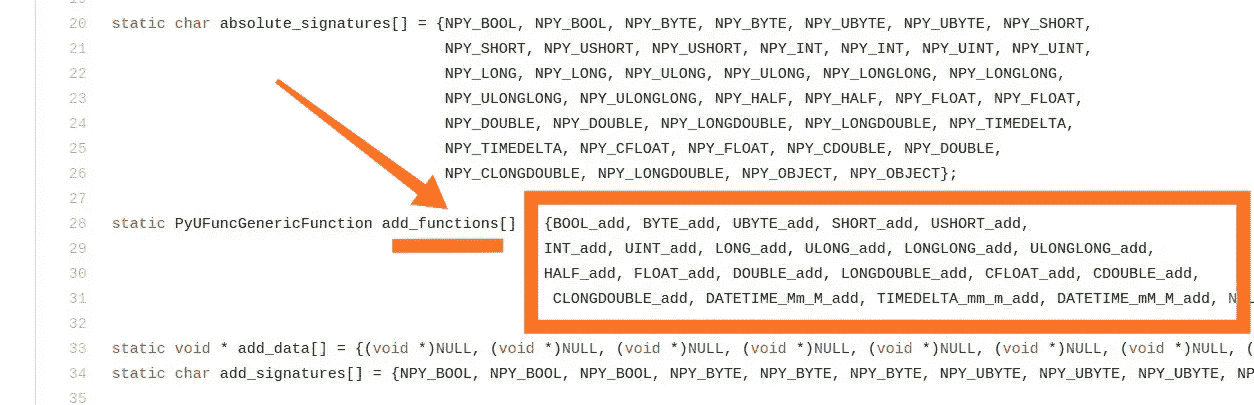 20 static char absolute_signatures[] = {NPY_BOOL, NPY_BOOL, NPY_BYTE, NPY_BYTE, NPY_UBYTE, NPY_UBYTE, NPY_SHORT,
21 NPY_SHORT, NPY_USHORT, NPY_USHORT, NPY_INT, NPY_INT, NPY_UINT, NPY_UINT,
22 NPY_LONG, NPY_LONG, NPY_ULONG, NPY_ULONG, NPY_LONGLONG, NPY_LONGLONG,
23 NPY_ULONGLONG, NPY_ULONGLONG, NPY_HALF, NPY_HALF, NPY_FLOAT, NPY_FLOAT,
24 NPY_DOUBLE, NPY_DOUBLE, NPY_LONGDOUBLE, NPY_LONGDOUBLE, NPY_TIMEDELTA,
25 NPY_TIMEDELTA, NPY_CFLOAT, NPY_FLOAT, NPY_CDOUBLE, NPY_DOUBLE,
26 NPY_CLONGDOUBLE, NPY_LONGDOUBLE, NPY_OBJECT, NPY_OBJECT};
27
28 static PyUFuncGenericFunction add_functions[] {BOOL_add, BYTE_add, UBYTE_add, SHORT_add, USHORT_add,
29 INT_add, UINT_add, LONG_add, ULONG_add, LONGLONG_add, ULONGLONG_add,
30 HALF_add, FLOAT_add, DOUBLE_add, LONGDOUBLE_add, CFLOAT_add, CDOUBLE_add,
31 CLONGDOUBLE_add, DATETIME_Mm_M_add, TIMEDELTA_mm_m_add, DATETIME_mM_M_add,
32
33 static void * add_data[] = {(void *)NULL, (void *)NULL, (void *)NULL, (void *)NULL, (void *)NULL, (void *)NULL, (void *)NULL, (void *)NULL, (
34 static char add_signatures[] = {NPY_BOOL, NPY_BOOL, NPY_BOOL, NPY_BYTE, NPY_BYTE, NPY_BYTE, NPY_UBYTE, NPY_UBYTE, NPY_UBYTE,
35